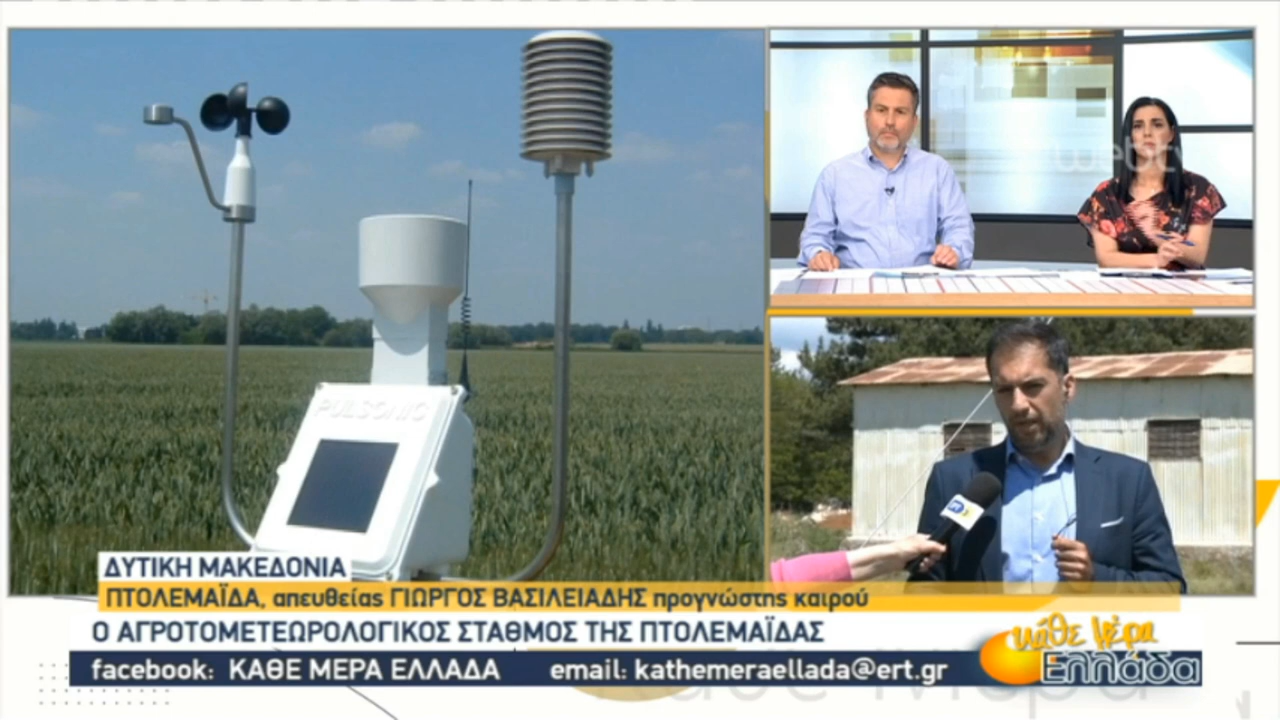 webtv
PULSONIC
ΔΥΤΙΚΗ ΜΑΚΕΔΟΝΙΑ
ΠΤΟΛΕΜΑΪΔΑ, απευθείας ΓΙΩΡΓΟΣ ΒΑΣΙΛΕΙΑΔΗΣ προγνώστης καιρού
Ο ΑΓΡΟΤΟΜΕΤΕΩΡΟΛΟΓΙΚΟΣ ΣΤΑΘΜΟΣ ΤΗΣ ΠΤΟΛΕΜΑΪΔΑΣ
facebook: ΚΑΘΕ ΜΕΡΑ ΕΛΛΑΔΑ email: kathemeraellada@ert.gr
κάθε μέρα
Ελλάδα